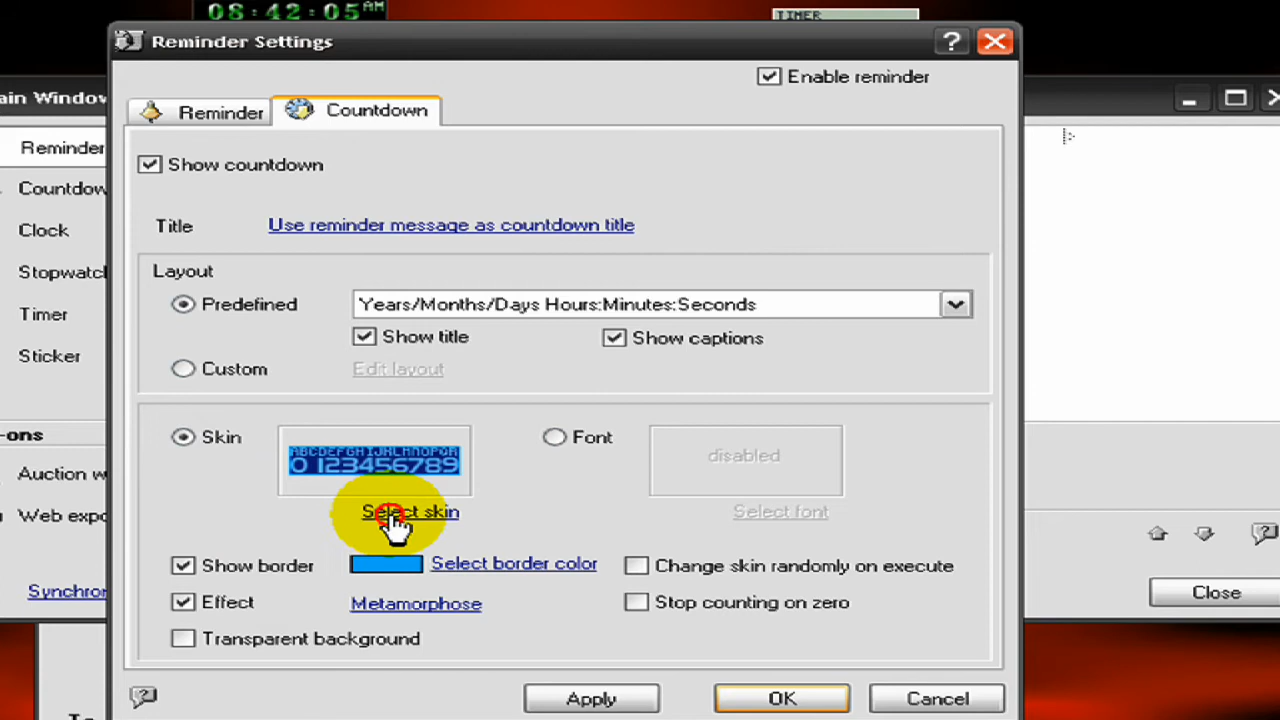 08:42:05 AM
TIMER
Reminder Settings
Enable reminder
ain Window
Reminder
Countdow
Clock
Stopwatch
Timer
Sticker
-ons
Auction w
Web expo
Synchror
Reminder
Countdown
Show countdown
Title
Use reminder message as countdown title
Layout
Predefined
Years/Months/Days Hours:Minutes:Seconds
Show title
Show captions
Custom
Edit layout
Skin
ABCDEFGHIJKLMNOPQR
0 123456789
Font
disabled
Select skin
Select font
Show border
Select border color
Change skin randomly on execute
Effect
Metamorphose
Stop counting on zero
Transparent background
Apply
OK
Cancel
Close